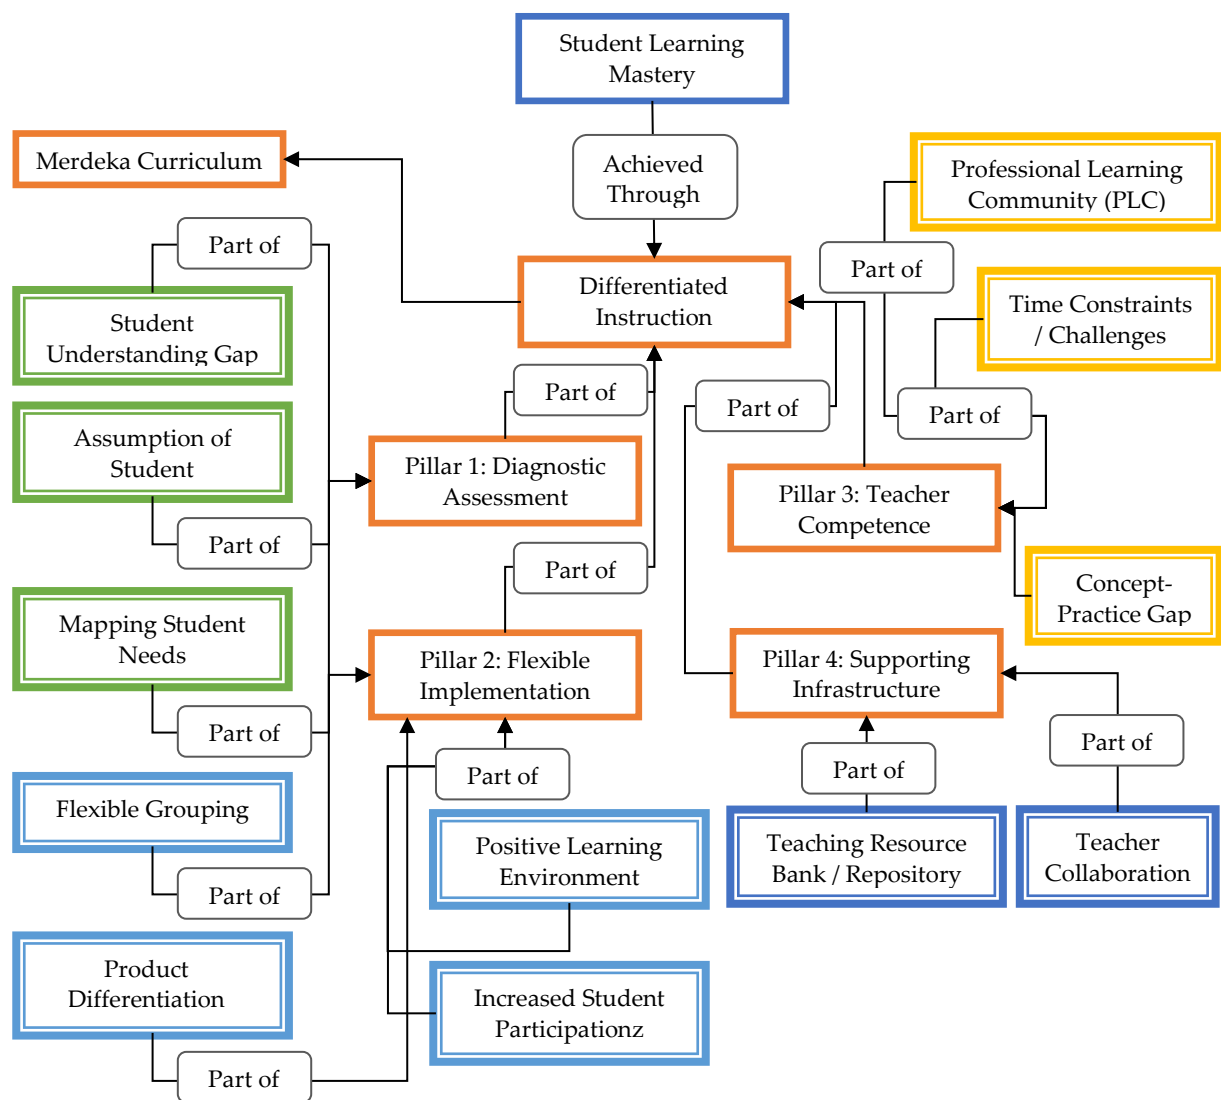 Student Learning
Mastery
Merdeka Curriculum
Achieved
Through
Professional Learning
Community (PLC)
Part of
Part of
Differentiated
Instruction
Time Constraints
/ Challenges
Student
Understanding Gap
Part of
Part of
Part of
Assumption of
Student
Pillar 1: Diagnostic
Assessment
Pillar 3: Teacher
Competence
Part of
Part of
Concept-
Practice Gap
Mapping Student
Needs
Pillar 2: Flexible
Implementation
Pillar 4: Supporting
Infrastructure
Part of
Part of
Part of
Part of
Flexible Grouping
Positive Learning
Environment
Teaching Resource
Bank / Repository
Teacher
Collaboration
Part of
Product
Differentiation
Increased Student
Participationz
Part of